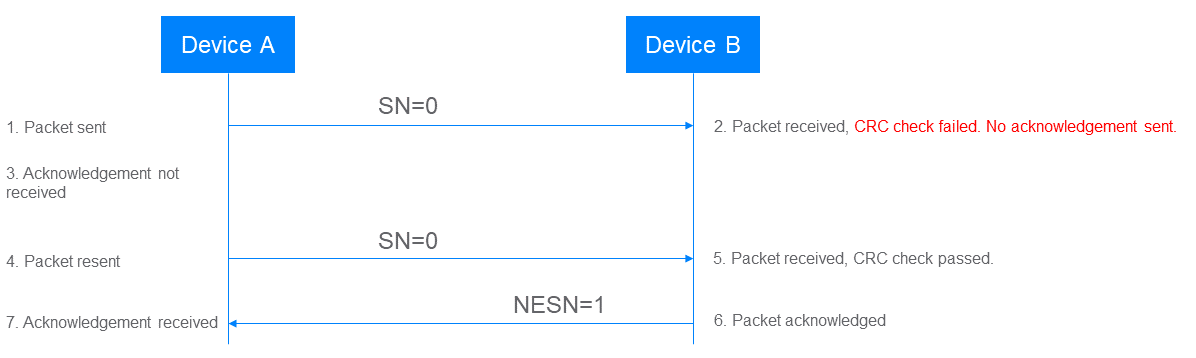 Device A
Device B
SN=0
1. Packet sent
2. Packet received, CRC check failed. No acknowledgement sent.
3. Acknowledgement not
received
SN=0
4. Packet resent
5. Packet received, CRC check passed.
NESN=1
7. Acknowledgement received
6. Packet acknowledged